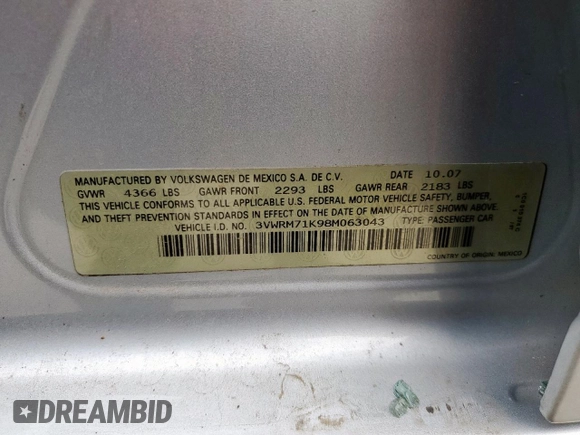 MANUFACTURED BY VOLKSWAGEN DE MEXICO S.A. DE C.V. DATE 10.07
GVWR 4366 LBS GAWR FRONT 2293 LBS GAWR REAR 2183 LBS
THIS VEHICLE CONFORMS TO ALL APPLICABLE U.S. FEDERAL MOTOR VEHICLE SAFETY, BUMPER,
AND THEFT PREVENTION STANDARDS IN EFFECT ON THE DATE OF MANUFACTURE SHOWN ABOVE.
VEHICLE I.D. NO. 3VWRM71K98M063043 TYPE: PASSENGER CAR
COUNTRY OF ORIGIN: MEXICO
DREAMBID